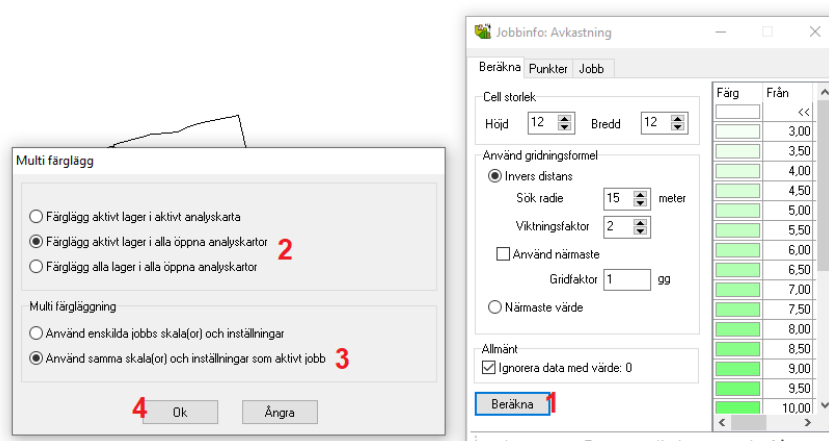 Jobbinfo: Avkastning
Beräkna Punkter Jobb
Cell storlek
Höjd 12 Bredd 12
Använd gridningsformel
Invers distans
Sök radie 15 meter
Viktningsfaktor 2
Använd närmaste
Gridfaktor 1 gg
Närmaste värde
Allmänt
Ignorera data med värde: 0
Beräkna 1
Färg Från
<<
3,00
3,50
4,00
4,50
5,00
5,50
6,00
6,50
7,00
7,50
8,00
8,50
9,00
9,50
10,00
Multi färglägg
Färglägg aktivt lager i aktivt analyskarta
Färglägg aktivt lager i alla öppna analyskartor 2
Färglägg alla lager i alla öppna analyskartor
Multi färgläggning
Använd enskilda jobbs skala(or) och inställningar
Använd samma skala(or) och inställningar som aktivt jobb 3
4 Ok Ångra